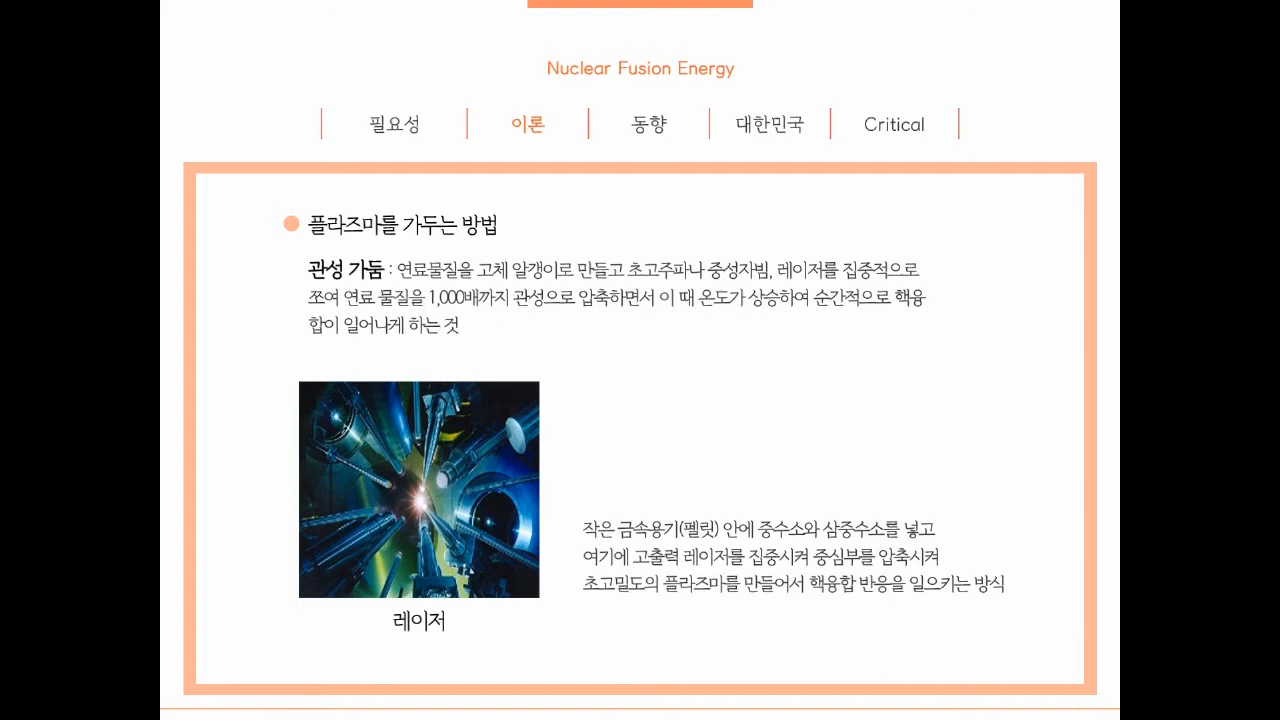 Nuclear Fusion Energy
필요성 이론 동향 대한민국 Critical
플라즈마를 가두는 방법
관성 가둠 : 연료물질을 고체 알갱이로 만들고 초고주파나 중성자빔, 레이저를 집중적으로
쪼여 연료 물질을 1,000배까지 관성으로 압축하면서 이 때 온도가 상승하여 순간적으로 핵융
합이 일어나게 하는 것
작은 금속용기(펠릿) 안에 중수소와 삼중수소를 넣고
여기에 고출력 레이저를 집중시켜 중심부를 압축시켜
초고밀도의 플라즈마를 만들어서 핵융합 반응을 일으키는 방식
레이저